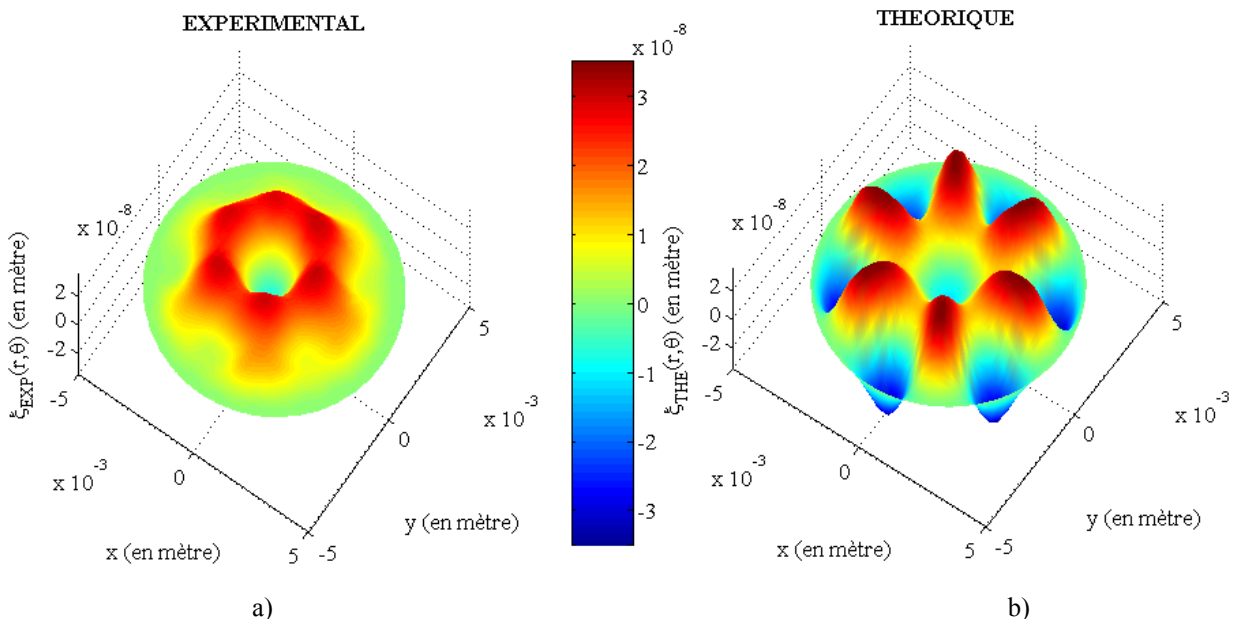 EXPERIMENTAL
x 10-8
ξEXP(r,θ) (en mètre)
2
0
-2
-5
x 10-3
0
x (en mètre)
5
-5
y (en mètre)
0
x 10-3
5
a)
x 10-8
3
2
1
0
-1
-2
-3
THEORIQUE
x 10-8
ξTHE(r,θ) (en mètre)
2
0
-2
-5
x 10-3
0
x (en mètre)
5
-5
y (en mètre)
0
x 10-3
5
b)